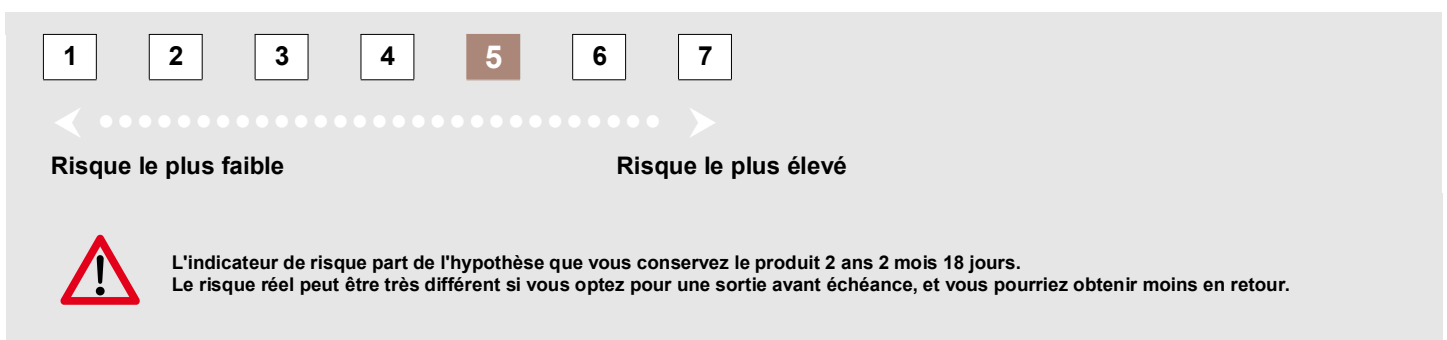 1 2 3 4 5 6 7
Risque le plus faible Risque le plus élevé
L'indicateur de risque part de l'hypothèse que vous conservez le produit 2 ans 2 mois 18 jours.
Le risque réel peut être très différent si vous optez pour une sortie avant échéance, et vous pourriez obtenir moins en retour.